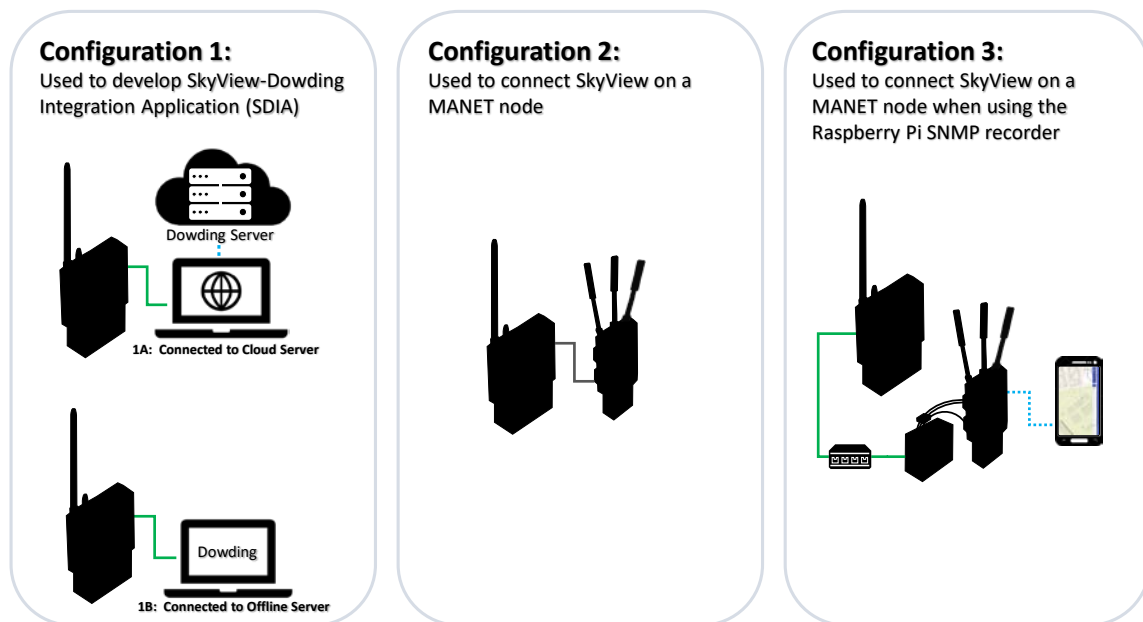 Configuration 1:
Used to develop SkyView-Dowding
Integration Application (SDIA)
Dowding Server
1A: Connected to Cloud Server
Dowding
1B: Connected to Offline Server
Configuration 2:
Used to connect SkyView on a
MANET node
Configuration 3:
Used to connect SkyView on a
MANET node when using the
Raspberry Pi SNMP recorder